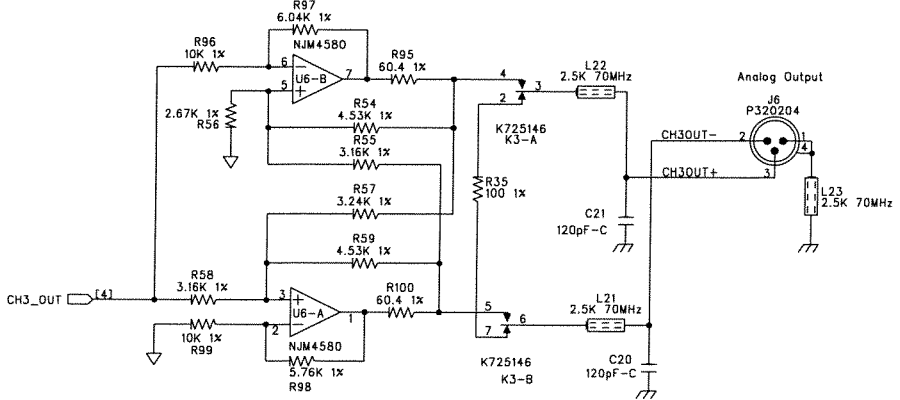 R97
6.04K 1%
NJM4580
R96
10K 1%
6
5
7
U6-B
R95
60.4 1%
2.67K 1%
R56
R54
4.53K 1%
R55
3.16K 1%
R57
3.24K 1%
R59
4.53K 1%
4
2
3
K725146
K3-A
L22
2.5K 70MHz
R35
100 1%
Analog Output
J6
P320204
CH3OUT-
2
1
4
CH3OUT+
3
L23
2.5K 70MHz
C21
120pF-C
CH3_OUT
[4]
R58
3.16K 1%
3
2
1
U6-A
R100
60.4 1%
10K 1%
R99
NJM4580
5.76K 1%
R98
5
7
6
K725146
K3-B
L21
2.5K 70MHz
C20
120pF-C